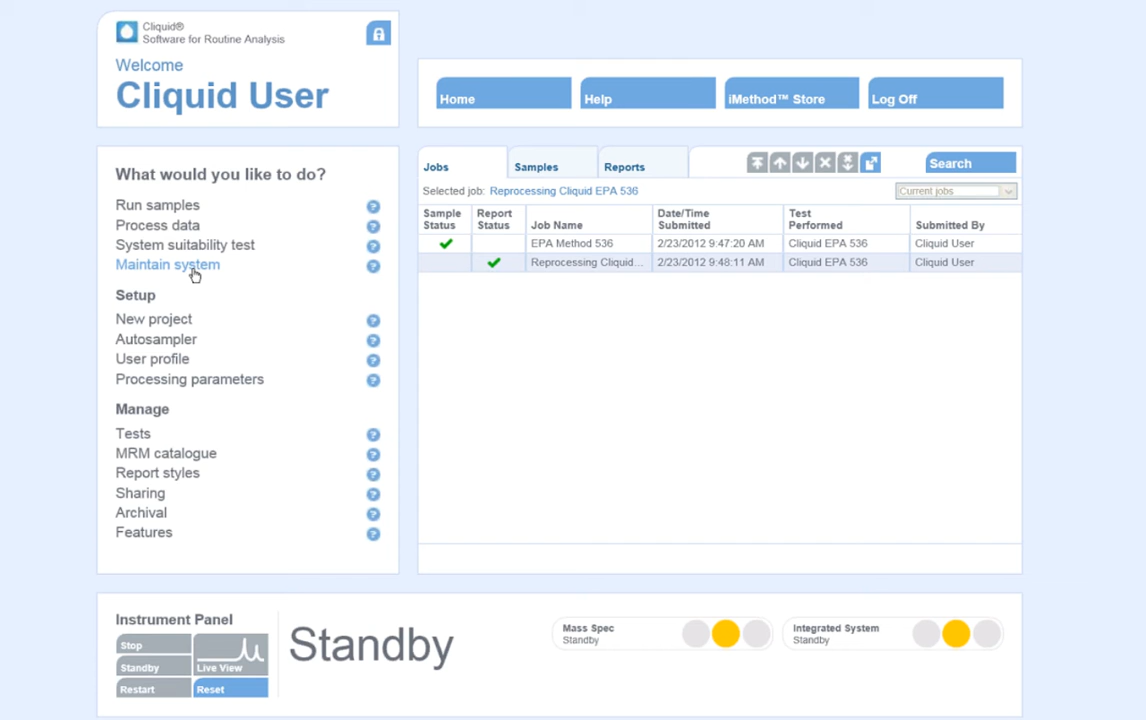 Cliquid®
Software for Routine Analysis
Welcome
Cliquid User
Home
Help
iMethod™ Store
Log Off
What would you like to do?
Run samples
Process data
System suitability test
Maintain system
Setup
New project
Autosampler
User profile
Processing parameters
Manage
Tests
MRM catalogue
Report styles
Sharing
Archival
Features
Jobs
Samples
Reports
Search
Selected job: Reprocessing Cliquid EPA 536
Current jobs
Sample Status
Report Status
Job Name
Date/Time Submitted
Test Performed
Submitted By
EPA Method 536 2/23/2012 9:47:20 AM Cliquid EPA 536 Cliquid User
Reprocessing Cliquid... 2/23/2012 9:48:11 AM Cliquid EPA 536 Cliquid User
Instrument Panel
Stop
Standby
Live View
Restart
Reset
Standby
Mass Spec
Standby
Integrated System
Standby